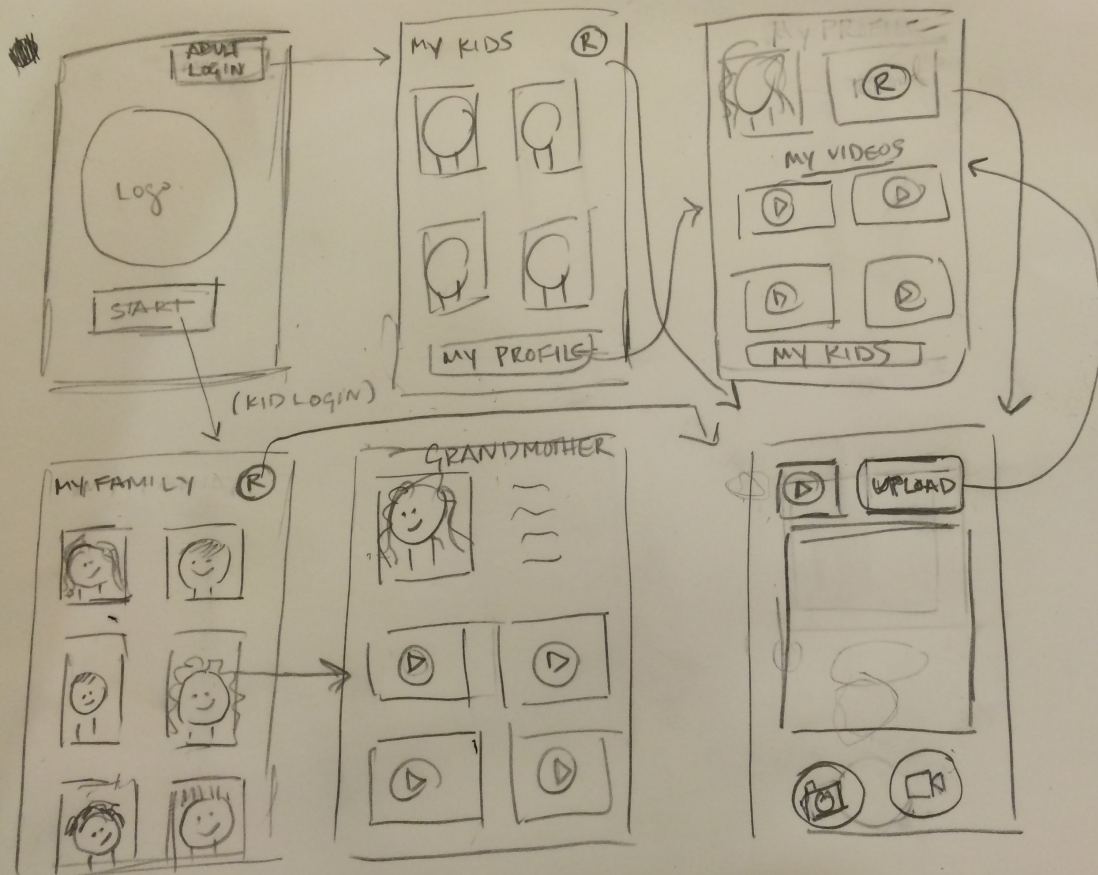 ADULT
LOGIN
Logo
START
(KID LOGIN)
MY KIDS
R
MY PROFILE
MY PROFILE
R
MY VIDEOS
MY KIDS
MY FAMILY
R
GRANDMOTHER
UPLOAD